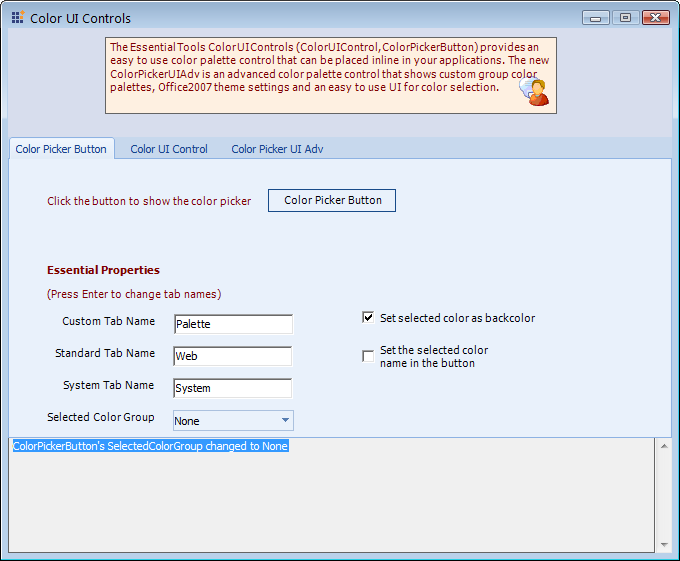 Color UI Controls
The Essential Tools ColorUIControls (ColorUIControl,ColorPickerButton) provides an
easy to use color palette control that can be placed inline in your applications. The new
ColorPickerUIAdv is an advanced color palette control that shows custom group color
palettes, Office2007 theme settings and an easy to use UI for color selection.
Color Picker Button Color UI Control Color Picker UI Adv
Click the button to show the color picker Color Picker Button
Essential Properties
(Press Enter to change tab names)
Custom Tab Name Palette
Set selected color as backcolor
Standard Tab Name Web
Set the selected color
name in the button
System Tab Name System
Selected Color Group None
ColorPickerButton's SelectedColorGroup changed to None